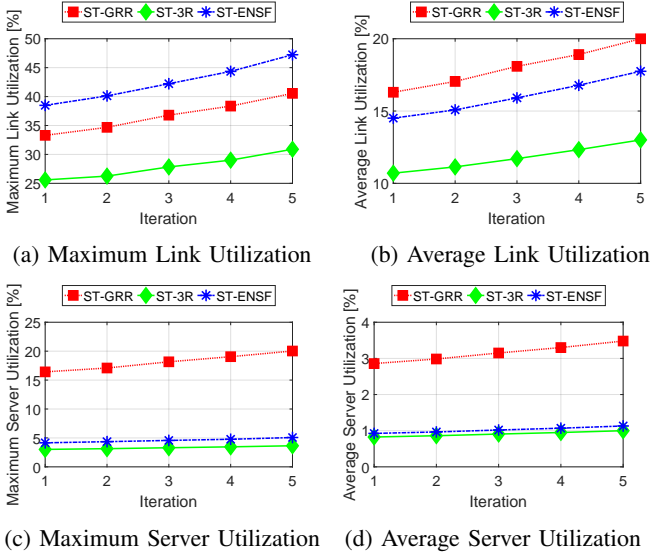 ST-GRR ST-3R ST-ENSF
Maximum Link Utilization [%]
50
45
40
35
30
25
1 2 3 4 5
Iteration
(a) Maximum Link Utilization
ST-GRR ST-3R ST-ENSF
Average Link Utilization [%]
20
15
10
1 2 3 4 5
Iteration
(b) Average Link Utilization
ST-GRR ST-3R ST-ENSF
Maximum Server Utilization [%]
25
20
15
10
5
0
1 2 3 4 5
Iteration
(c) Maximum Server Utilization
ST-GRR ST-3R ST-ENSF
Average Server Utilization [%]
4
3
2
1
0
1 2 3 4 5
Iteration
(d) Average Server Utilization